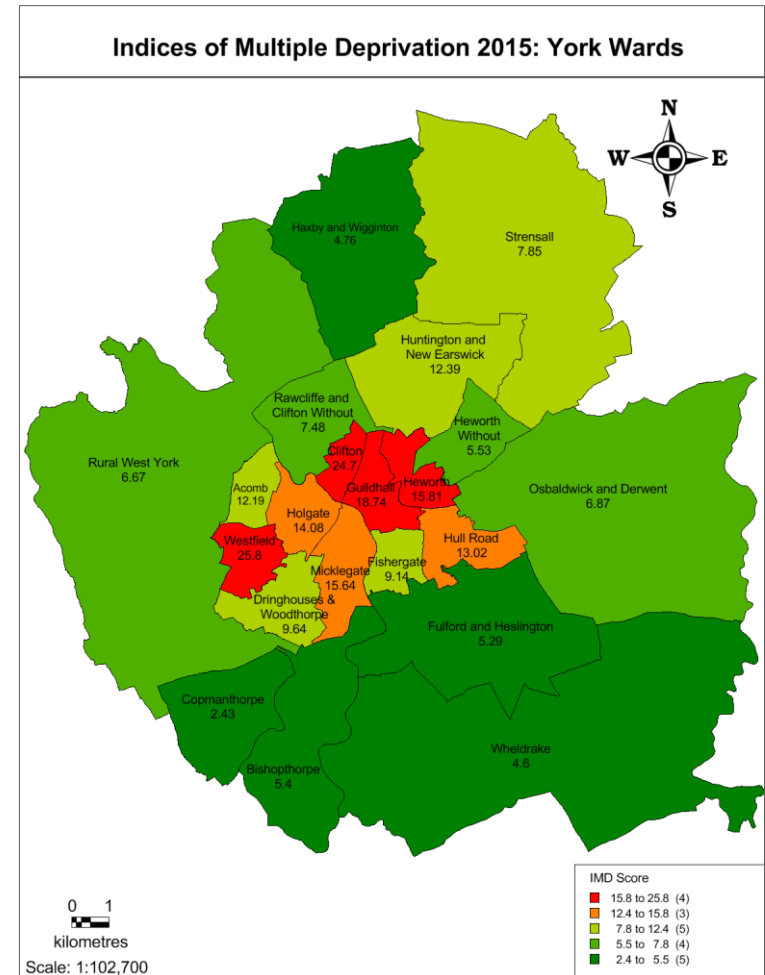 Indices of Multiple Deprivation 2015: York Wards
N
W E
S
Haxby and Wigginton
4.76
Strensall
7.85
Huntington and
New Earswick
12.39
Rawcliffe and
Clifton Without
7.48
Heworth
Without
5.53
Rural West York
6.67
Clifton
24.7
Guildhall
18.74
Heworth
15.81
Osbaldwick and Derwent
6.87
Acomb
12.19
Holgate
14.08
Westfield
25.8
Micklegate
15.64
Fishergate
9.14
Hull Road
13.02
Dringhouses &
Woodthorpe
9.64
Fulford and Heslington
5.29
Copmanthorpe
2.43
Bishopthorpe
5.4
Wheldrake
4.6
IMD Score
15.8 to 25.8 (4)
12.4 to 15.8 (3)
7.8 to 12.4 (5)
5.5 to 7.8 (4)
2.4 to 5.5 (5)
0 1
kilometres
Scale: 1:102,700